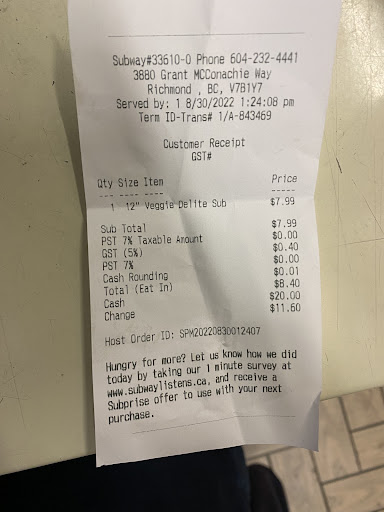 Subway#33610-0 Phone 604-232-4441
3880 Grant MCConachie Way
Richmond , BC, V7B1Y7
Served by: 1 8/30/2022 1:24:08 pm
Term ID-Trans# 1/A-843469
Customer Receipt
GST#
Qty Size Item Price
--- ---- ---- -----
1 12" Veggie Delite Sub $7.99
Sub Total $7.99
PST 7% Taxable Amount $0.00
GST (5%) $0.40
PST 7% $0.00
Cash Rounding $0.01
Total (Eat In) $8.40
Cash $20.00
Change $11.60
Host Order ID: SPM20220830012407
Hungry for more? Let us know how we did
today by taking our 1 minute survey at
www.subwaylistens.ca, and receive a
Subprise offer to use with your next
purchase.